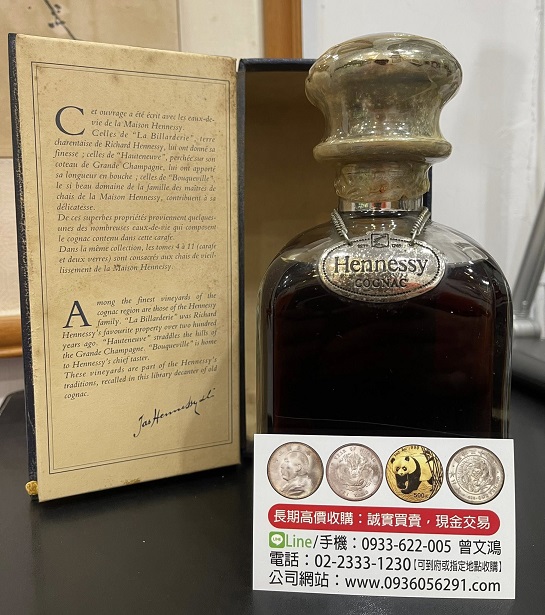 Cet ouvrage a été écrit avec les eaux-de-
vie de la Maison Hennessy.
Celles de "La Billarderie", terre
charentaise de Richard Hennessy, lui ont donné sa
finesse ; celles de "Hauteneuve", perchée sur son
coteau de Grande Champagne, lui ont apporté
sa longueur en bouche ; celles de "Bouqueville",
le si beau domaine de la famille des maîtres de
chais de la Maison Hennessy, contribuent à sa
délicatesse.
De ces superbes propriétés proviennent quelques-
unes des nombreuses eaux-de-vie qui composent
le cognac contenu dans cette carafe.
Dans la même collection, les tomes 4 à 11 (carafe
et deux verres) sont consacrés aux chais de vieil-
lissement de la Maison Hennessy.
Among the finest vineyards of the
cognac region are those of the Hennessy
family. "La Billarderie" was Richard
Hennessy's favourite property over two hundred
years ago. "Hauteneuve" straddles the hills of
the Grande Champagne. "Bouqueville" is home
to Hennessy's chief taster.
These vineyards are part of the Hennessy's
traditions, recalled in this library decanter of old
cognac.
Jas Hennessy & Co
Hennessy
COGNAC
500元
長期高價收購：誠實買賣，現金交易
Line/手機：0933-622-005 曾文鴻
電話：02-2333-1230【可到府或指定地點收購】
公司網站：www.0936056291.com